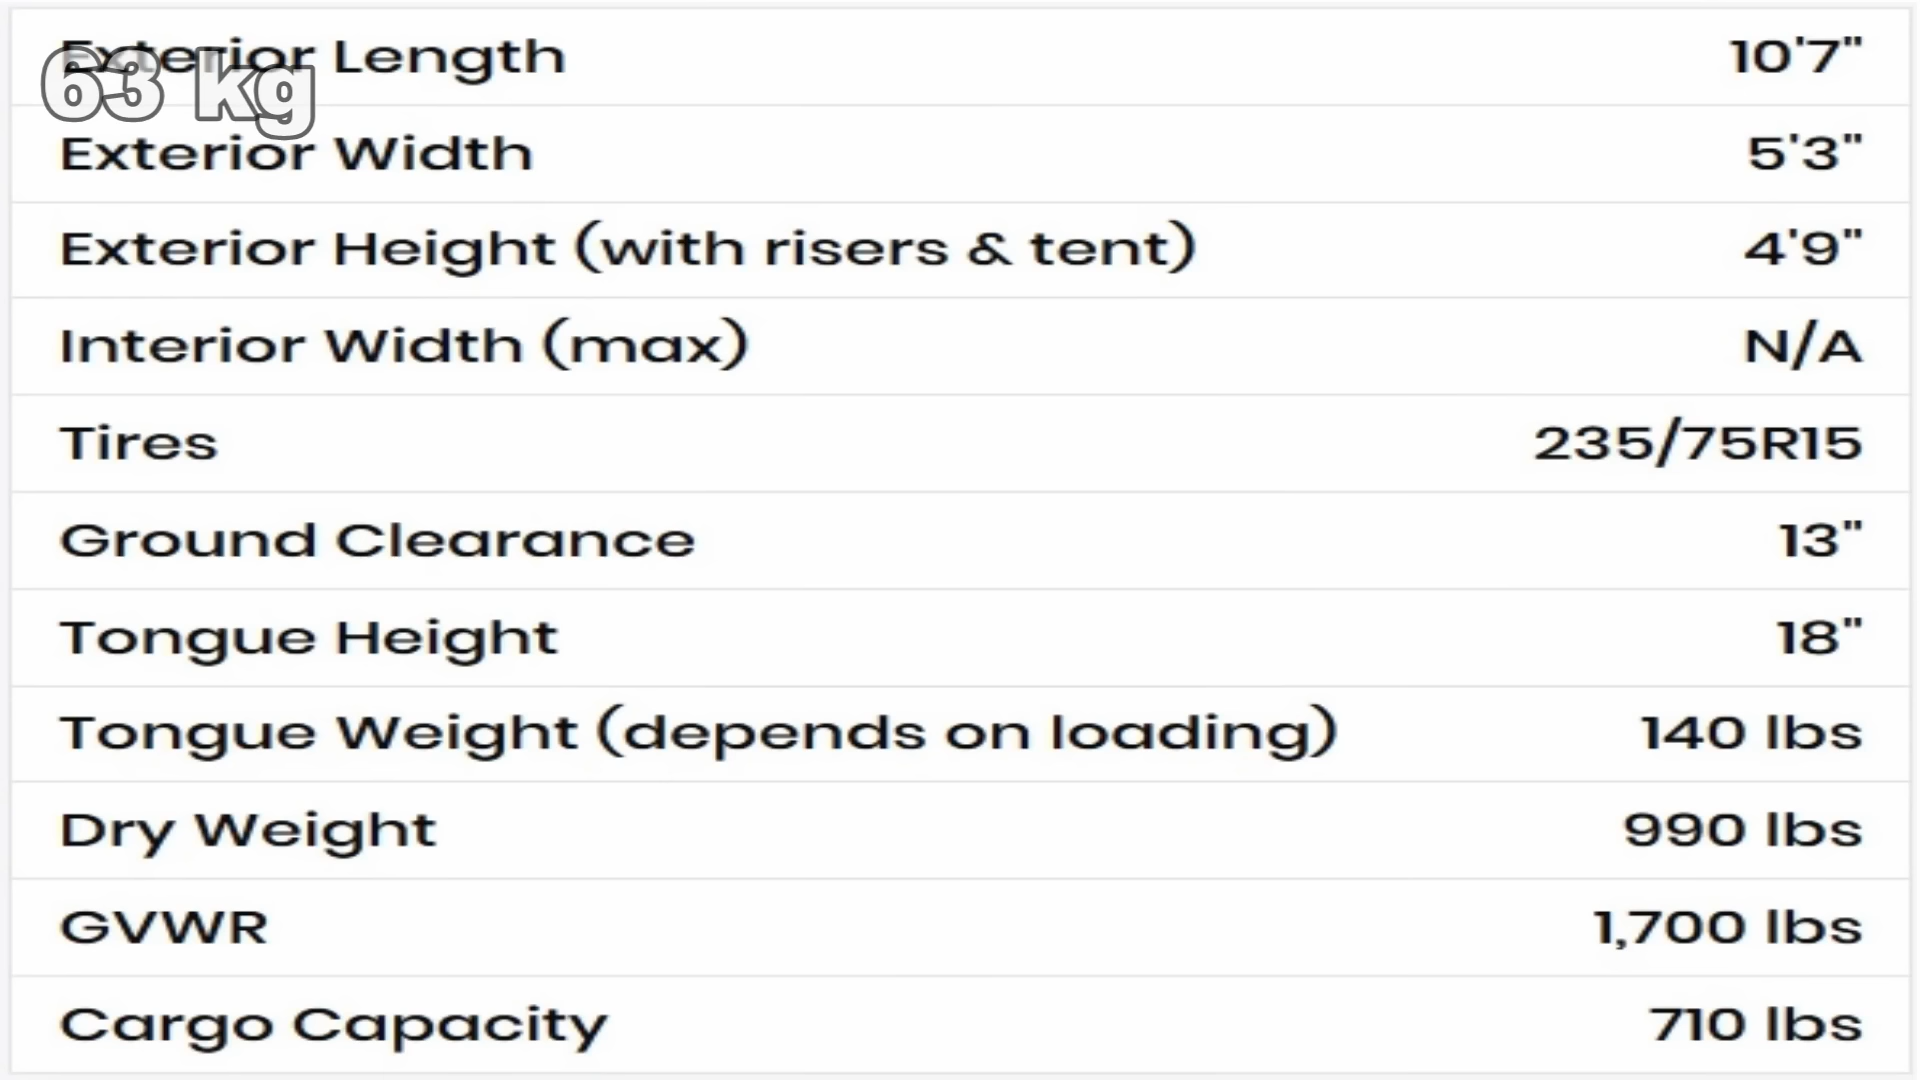 Exterior Length 10'7"
63 kg
Exterior Width 5'3"
Exterior Height (with risers & tent) 4'9"
Interior Width (max) N/A
Tires 235/75R15
Ground Clearance 13"
Tongue Height 18"
Tongue Weight (depends on loading) 140 lbs
Dry Weight 990 lbs
GVWR 1,700 lbs
Cargo Capacity 710 lbs